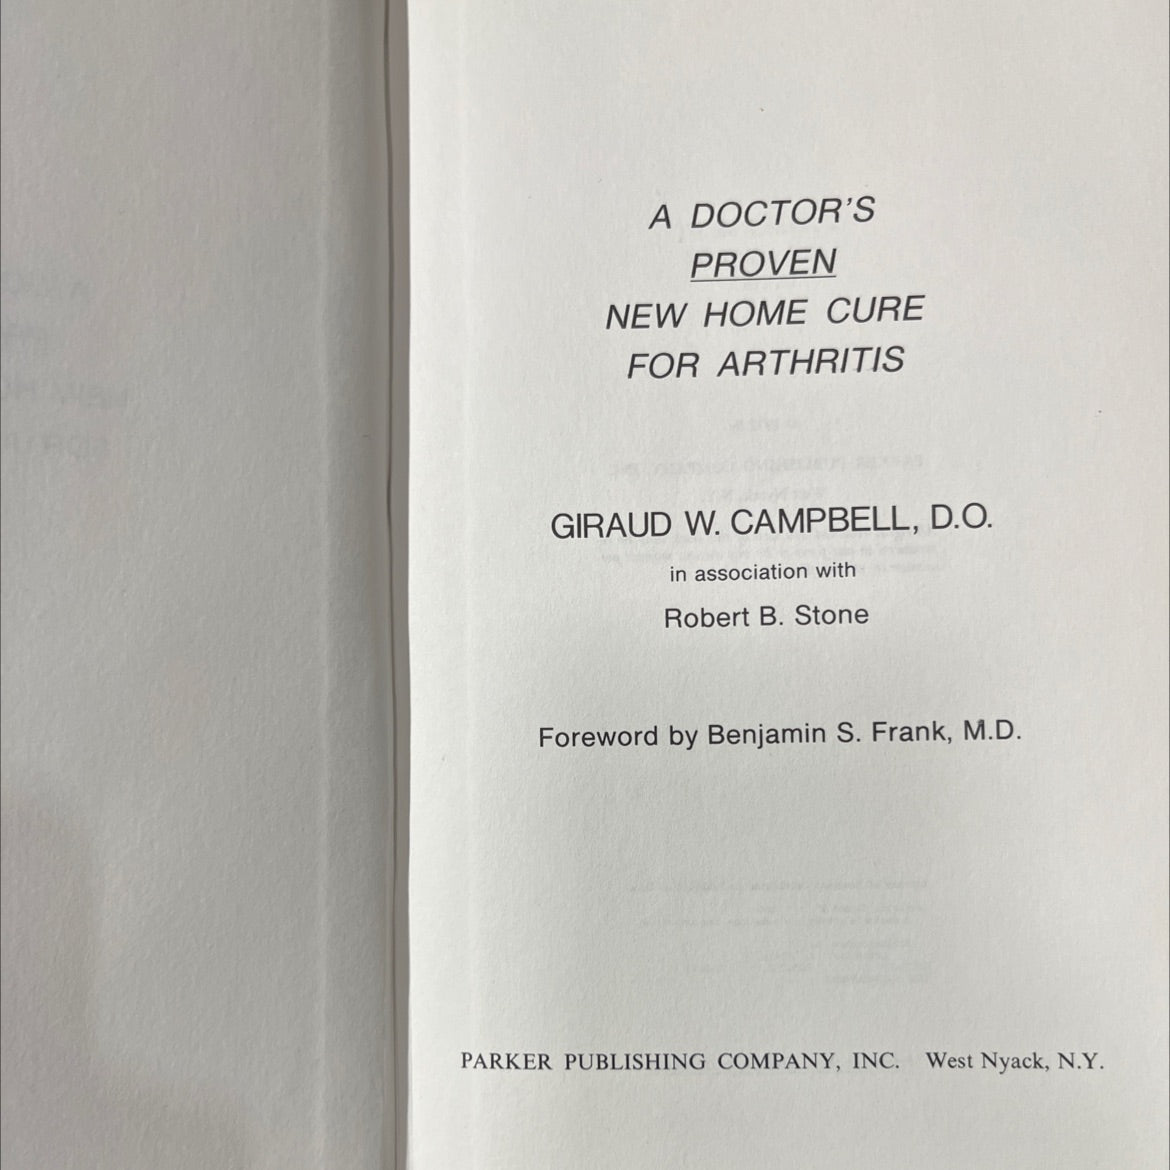 A DOCTOR'S
PROVEN
NEW HOME CURE
FOR ARTHRITIS
GIRAUD W. CAMPBELL, D.O.
in association with
Robert B. Stone
Foreword by Benjamin S. Frank, M.D.
PARKER PUBLISHING COMPANY, INC. West Nyack, N.Y.